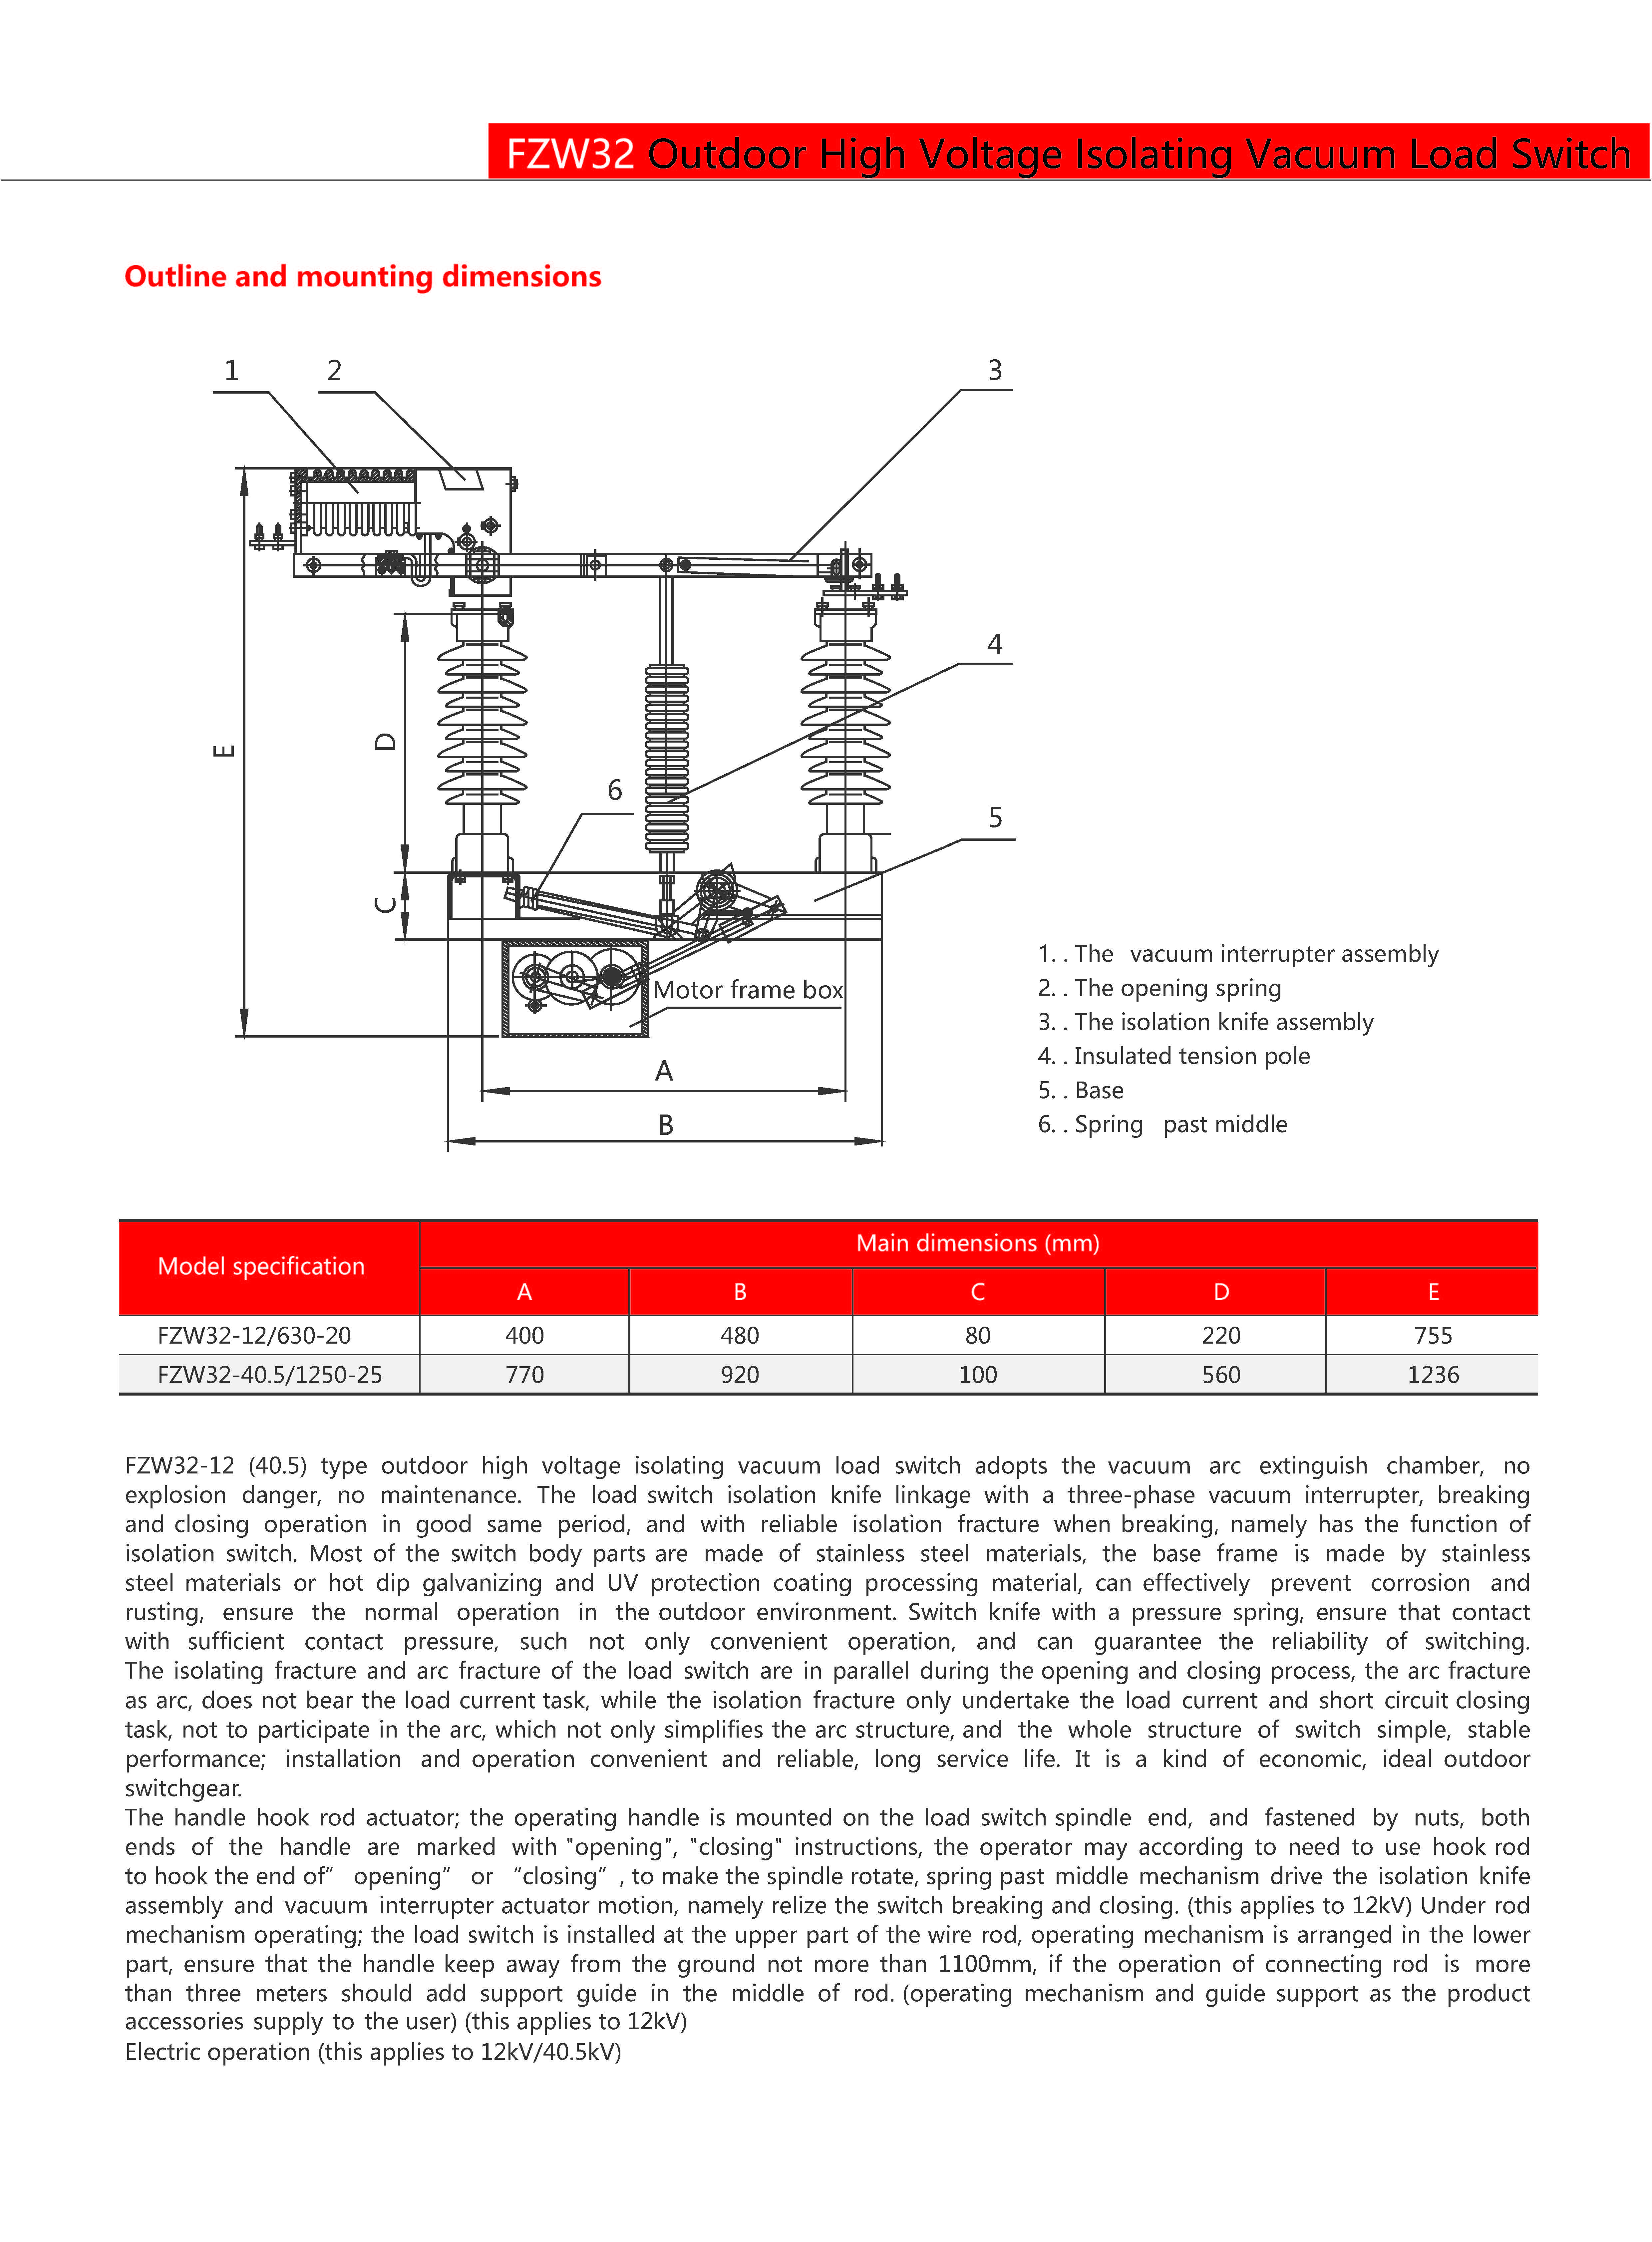 FZW32 Outdoor High Voltage Isolating Vacuum Load Switch
Outline and mounting dimensions
1
2
3
4
6
5
E
D
C
Motor frame box
A
B
1. . The vacuum interrupter assembly
2. . The opening spring
3. . The isolation knife assembly
4. . Insulated tension pole
5. . Base
6. . Spring past middle
Model specification
Main dimensions (mm)
A B C D E
FZW32-12/630-20 400 480 80 220 755
FZW32-40.5/1250-25 770 920 100 560 1236
FZW32-12 (40.5) type outdoor high voltage isolating vacuum load switch adopts the vacuum arc extinguish chamber, no
explosion danger, no maintenance. The load switch isolation knife linkage with a three-phase vacuum interrupter, breaking
and closing operation in good same period, and with reliable isolation fracture when breaking, namely has the function of
isolation switch. Most of the switch body parts are made of stainless steel materials, the base frame is made by stainless
steel materials or hot dip galvanizing and UV protection coating processing material, can effectively prevent corrosion and
rusting, ensure the normal operation in the outdoor environment. Switch knife with a pressure spring, ensure that contact
with sufficient contact pressure, such not only convenient operation, and can guarantee the reliability of switching.
The isolating fracture and arc fracture of the load switch are in parallel during the opening and closing process, the arc fracture
as arc, does not bear the load current task, while the isolation fracture only undertake the load current and short circuit closing
task, not to participate in the arc, which not only simplifies the arc structure, and the whole structure of switch simple, stable
performance; installation and operation convenient and reliable, long service life. It is a kind of economic, ideal outdoor
switchgear.
The handle hook rod actuator; the operating handle is mounted on the load switch spindle end, and fastened by nuts, both
ends of the handle are marked with "opening", "closing" instructions, the operator may according to need to use hook rod
to hook the end of” opening” or “closing” , to make the spindle rotate, spring past middle mechanism drive the isolation knife
assembly and vacuum interrupter actuator motion, namely relize the switch breaking and closing. (this applies to 12kV) Under rod
mechanism operating; the load switch is installed at the upper part of the wire rod, operating mechanism is arranged in the lower
part, ensure that the handle keep away from the ground not more than 1100mm, if the operation of connecting rod is more
than three meters should add support guide in the middle of rod. (operating mechanism and guide support as the product
accessories supply to the user) (this applies to 12kV)
Electric operation (this applies to 12kV/40.5kV)